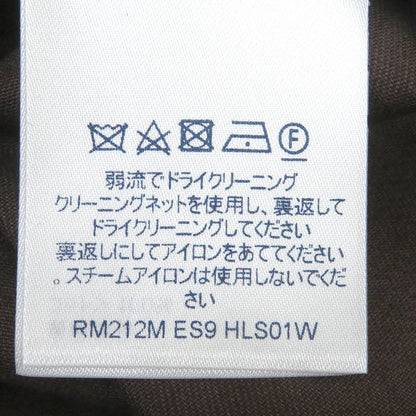 F
弱流でドライクリーニング
クリーニングネットを使用し、裏返して
ドライクリーニングしてください
裏返しにしてアイロンをあててください
。スチームアイロンは使用しないでくだ
さい
RM212M ES9 HLS01W